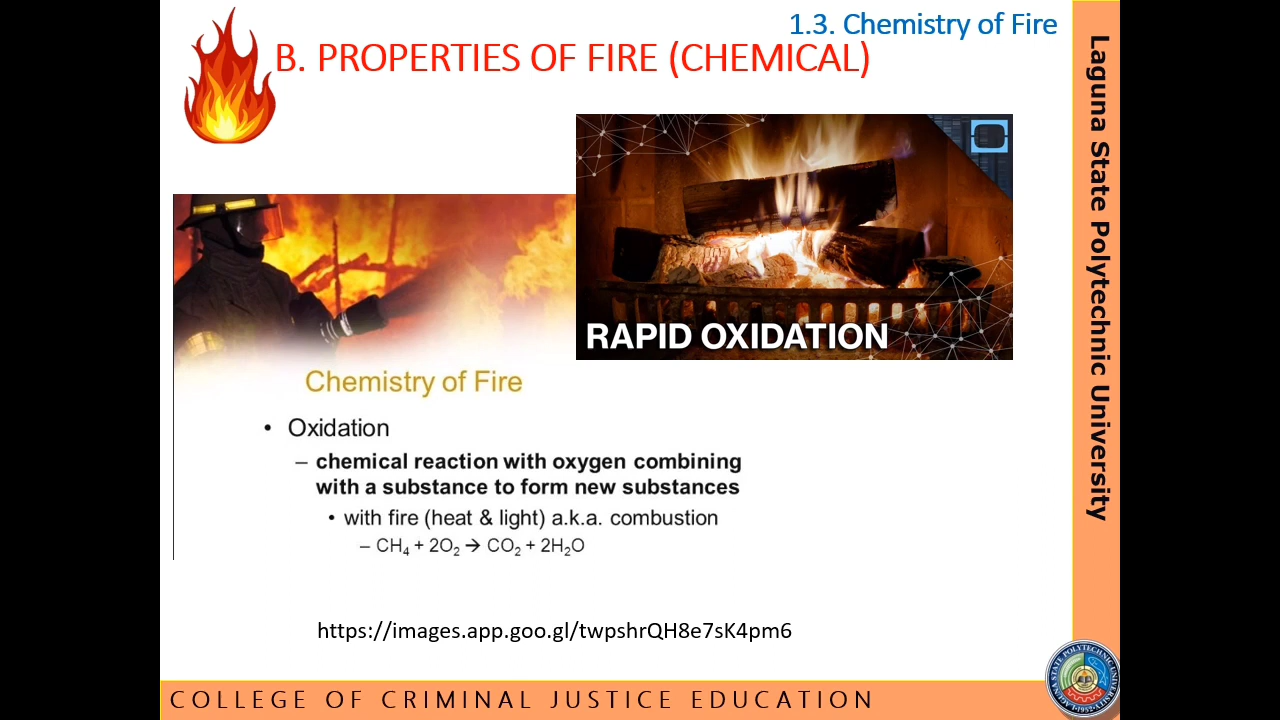 1.3. Chemistry of Fire
B. PROPERTIES OF FIRE (CHEMICAL)
RAPID OXIDATION
Chemistry of Fire
• Oxidation
– chemical reaction with oxygen combining
with a substance to form new substances
• with fire (heat & light) a.k.a. combustion
– CH₄ + 2O₂ → CO₂ + 2H₂O
https://images.app.goo.gl/twpshrQH8e7sK4pm6
COLLEGE OF CRIMINAL JUSTICE EDUCATION
Laguna State Polytechnic University